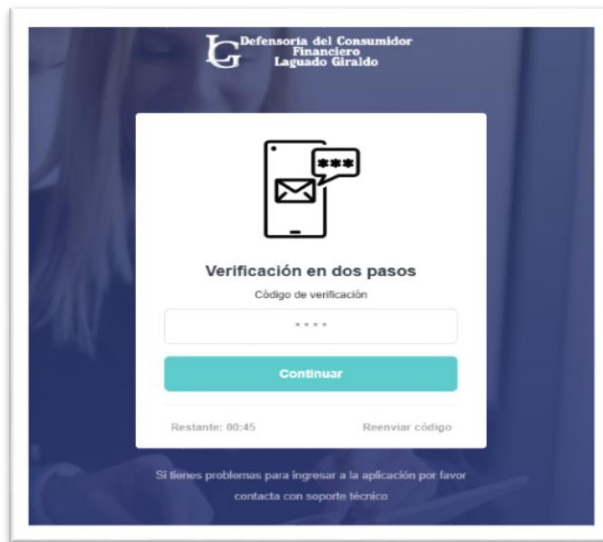 LG Defensoría del Consumidor
Financiero
Laguado Giraldo
***
Verificación en dos pasos
Código de verificación
****
Continuar
Restante: 00:45
Reenviar código
Si tienes problemas para ingresar a la aplicación por favor
contacta con soporte técnico